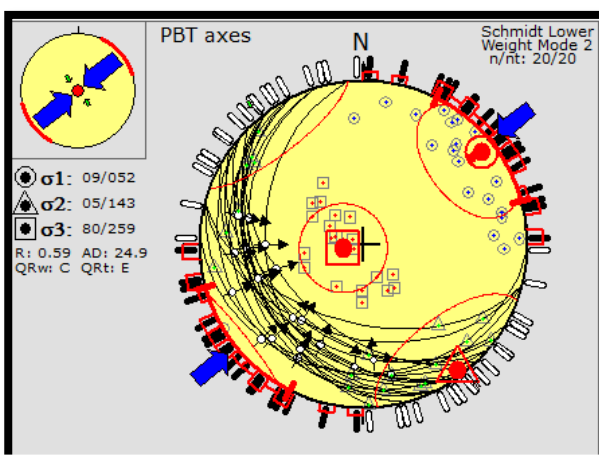 PBT axes
N
Schmidt Lower
Weight Mode 2
n/nt: 20/20
σ1: 09/052
σ2: 05/143
σ3: 80/259
R: 0.59 AD: 24.9
QRw: C QRt: E